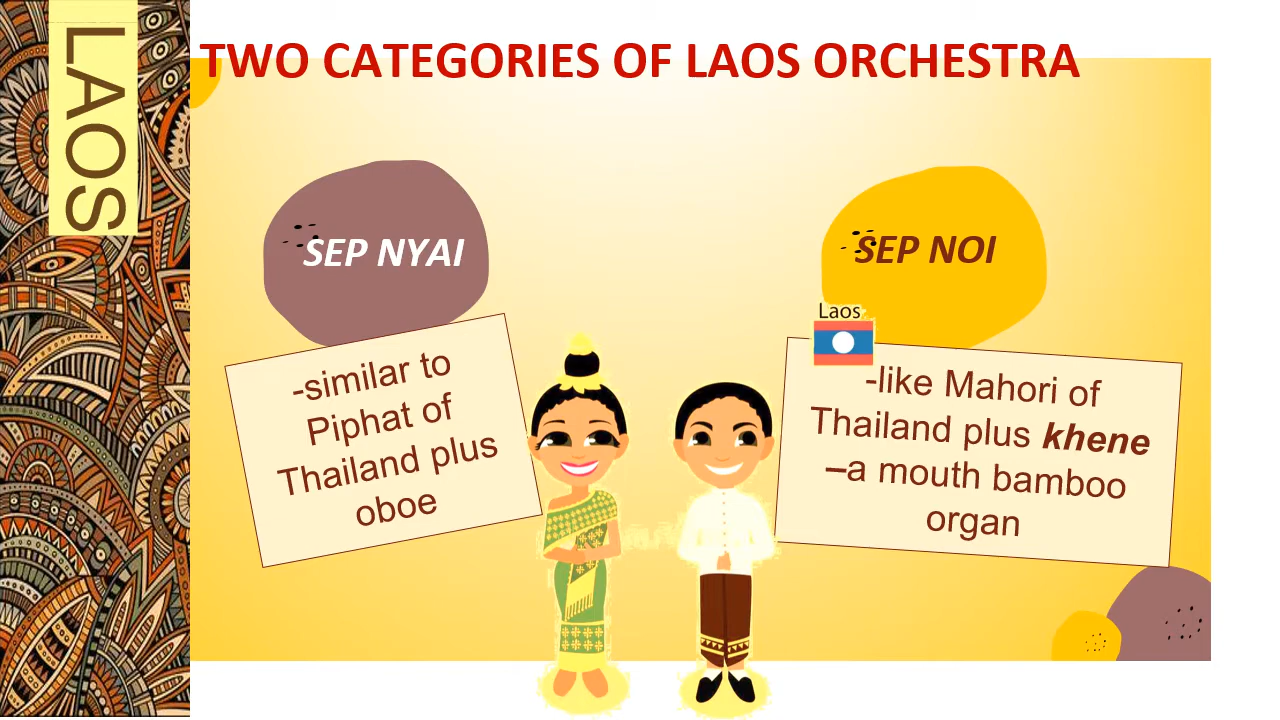 LAOS
TWO CATEGORIES OF LAOS ORCHESTRA
SEP NYAI
-similar to
Piphat of
Thailand plus
oboe
SEP NOI
Laos
-like Mahori of
Thailand plus khene
–a mouth bamboo
organ